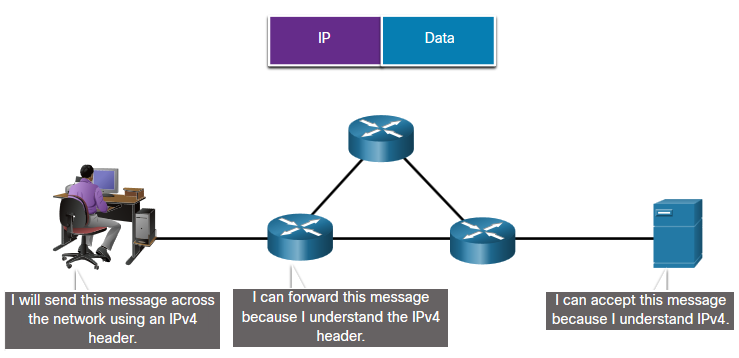 IP
Data
I will send this message across
the network using an IPv4
header.
I can forward this message
because I understand the IPv4
header.
I can accept this message
because I understand IPv4.